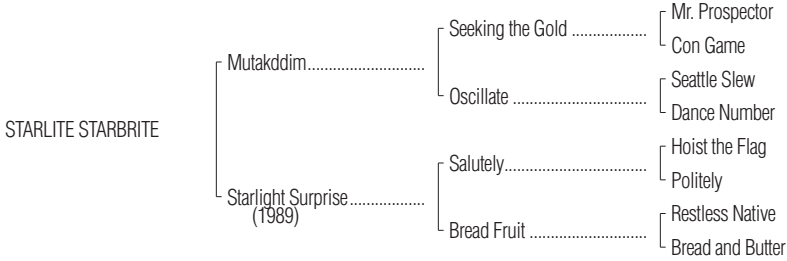 Mr. Prospector
Seeking the Gold ..................
Con Game
Mutakddim............................
Seattle Slew
Oscillate ................................
Dance Number
STARLITE STARBRITE
Hoist the Flag
Salutely..................................
Politely
Starlight Surprise..................
(1989)
Restless Native
Bread Fruit ............................
Bread and Butter